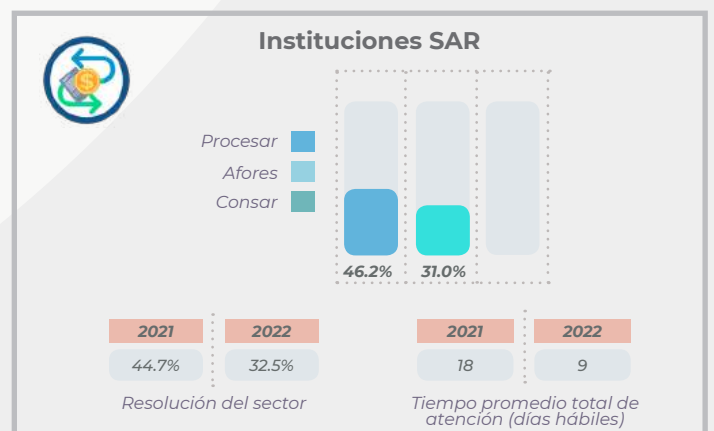 Instituciones SAR
Procesar
Afores
Consar
46.2% 31.0%
2021 2022
44.7% 32.5%
Resolución del sector
2021 2022
18 9
Tiempo promedio total de
atención (días hábiles)